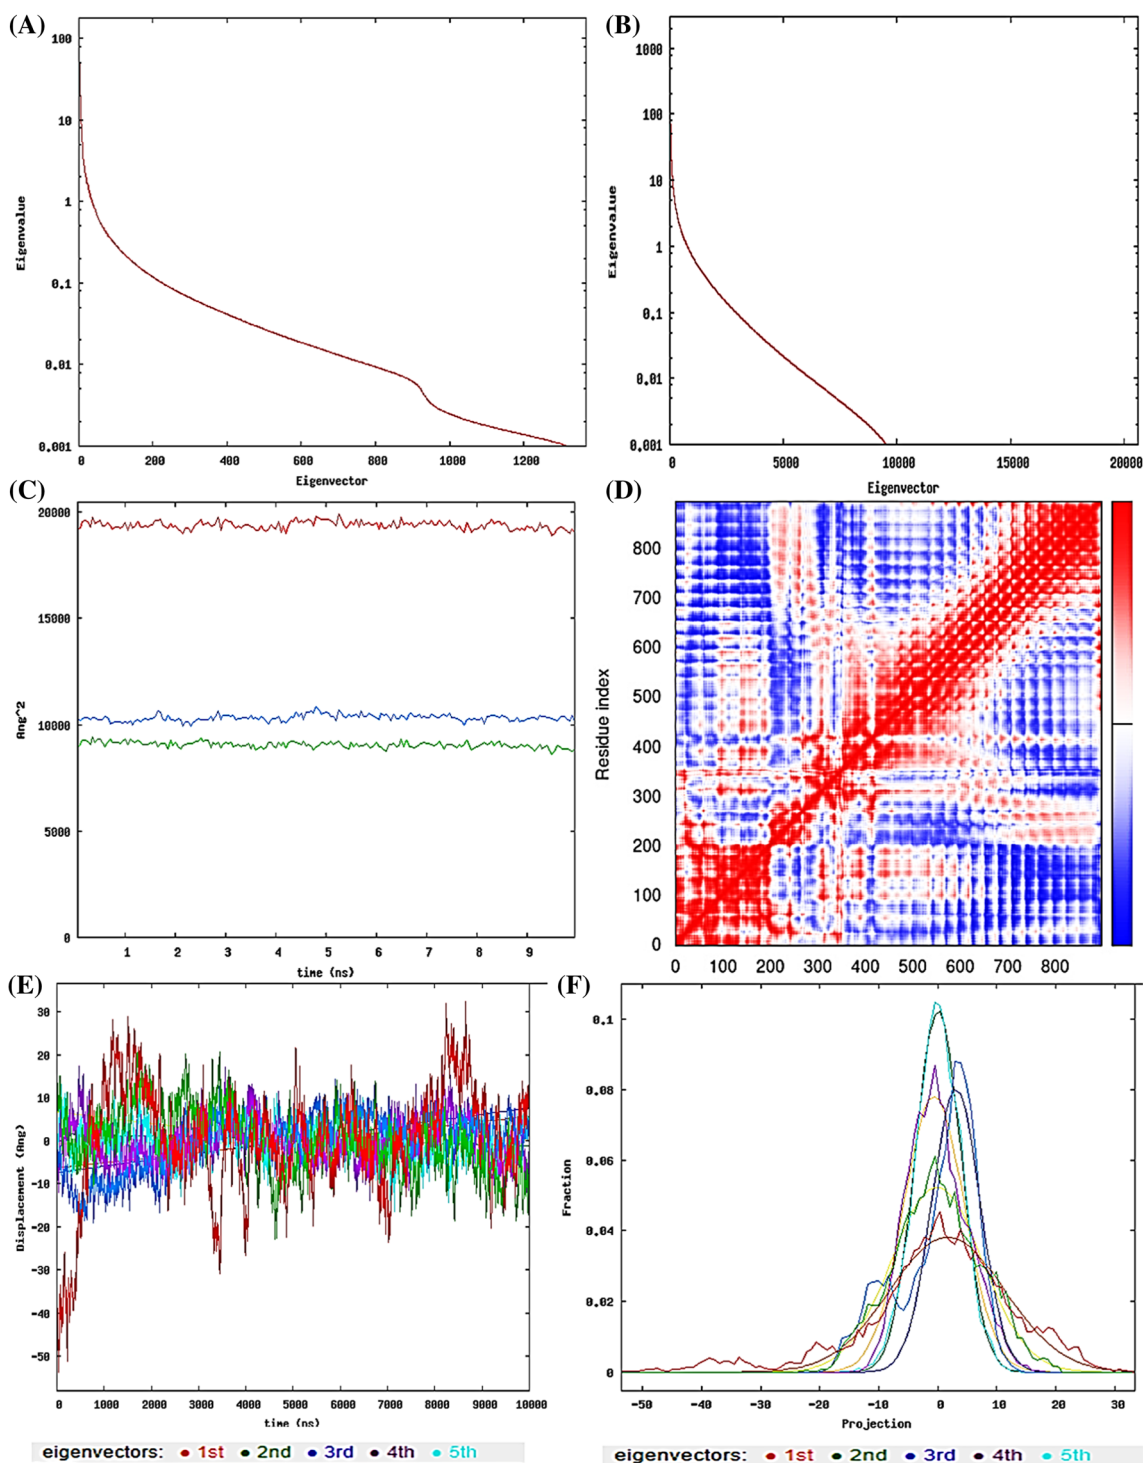 (A)
100
10
1
0.1
0.01
0.001
Eigenvalue
0 200 400 600 800 1000 1200
Eigenvector
(B)
1000
100
10
1
0.1
0.01
0.001
Eigenvalue
0 5000 10000 15000 20000
Eigenvector
(C)
20000
15000
10000
5000
0
Ang^2
1 2 3 4 5 6 7 8 9
time (ns)
(D)
800
700
600
500
400
300
200
100
0
Residue index
0 100 200 300 400 500 600 700 800
(E)
30
20
10
0
-10
-20
-30
-40
-50
Displacement (Ang)
0 1000 2000 3000 4000 5000 6000 7000 8000 9000 10000
time (ns)
eigenvectors: 1st 2nd 3rd 4th 5th
(F)
0.1
0.08
0.06
0.04
0.02
0
Fraction
-50 -40 -30 -20 -10 0 10 20 30
Projection
eigenvectors: 1st 2nd 3rd 4th 5th